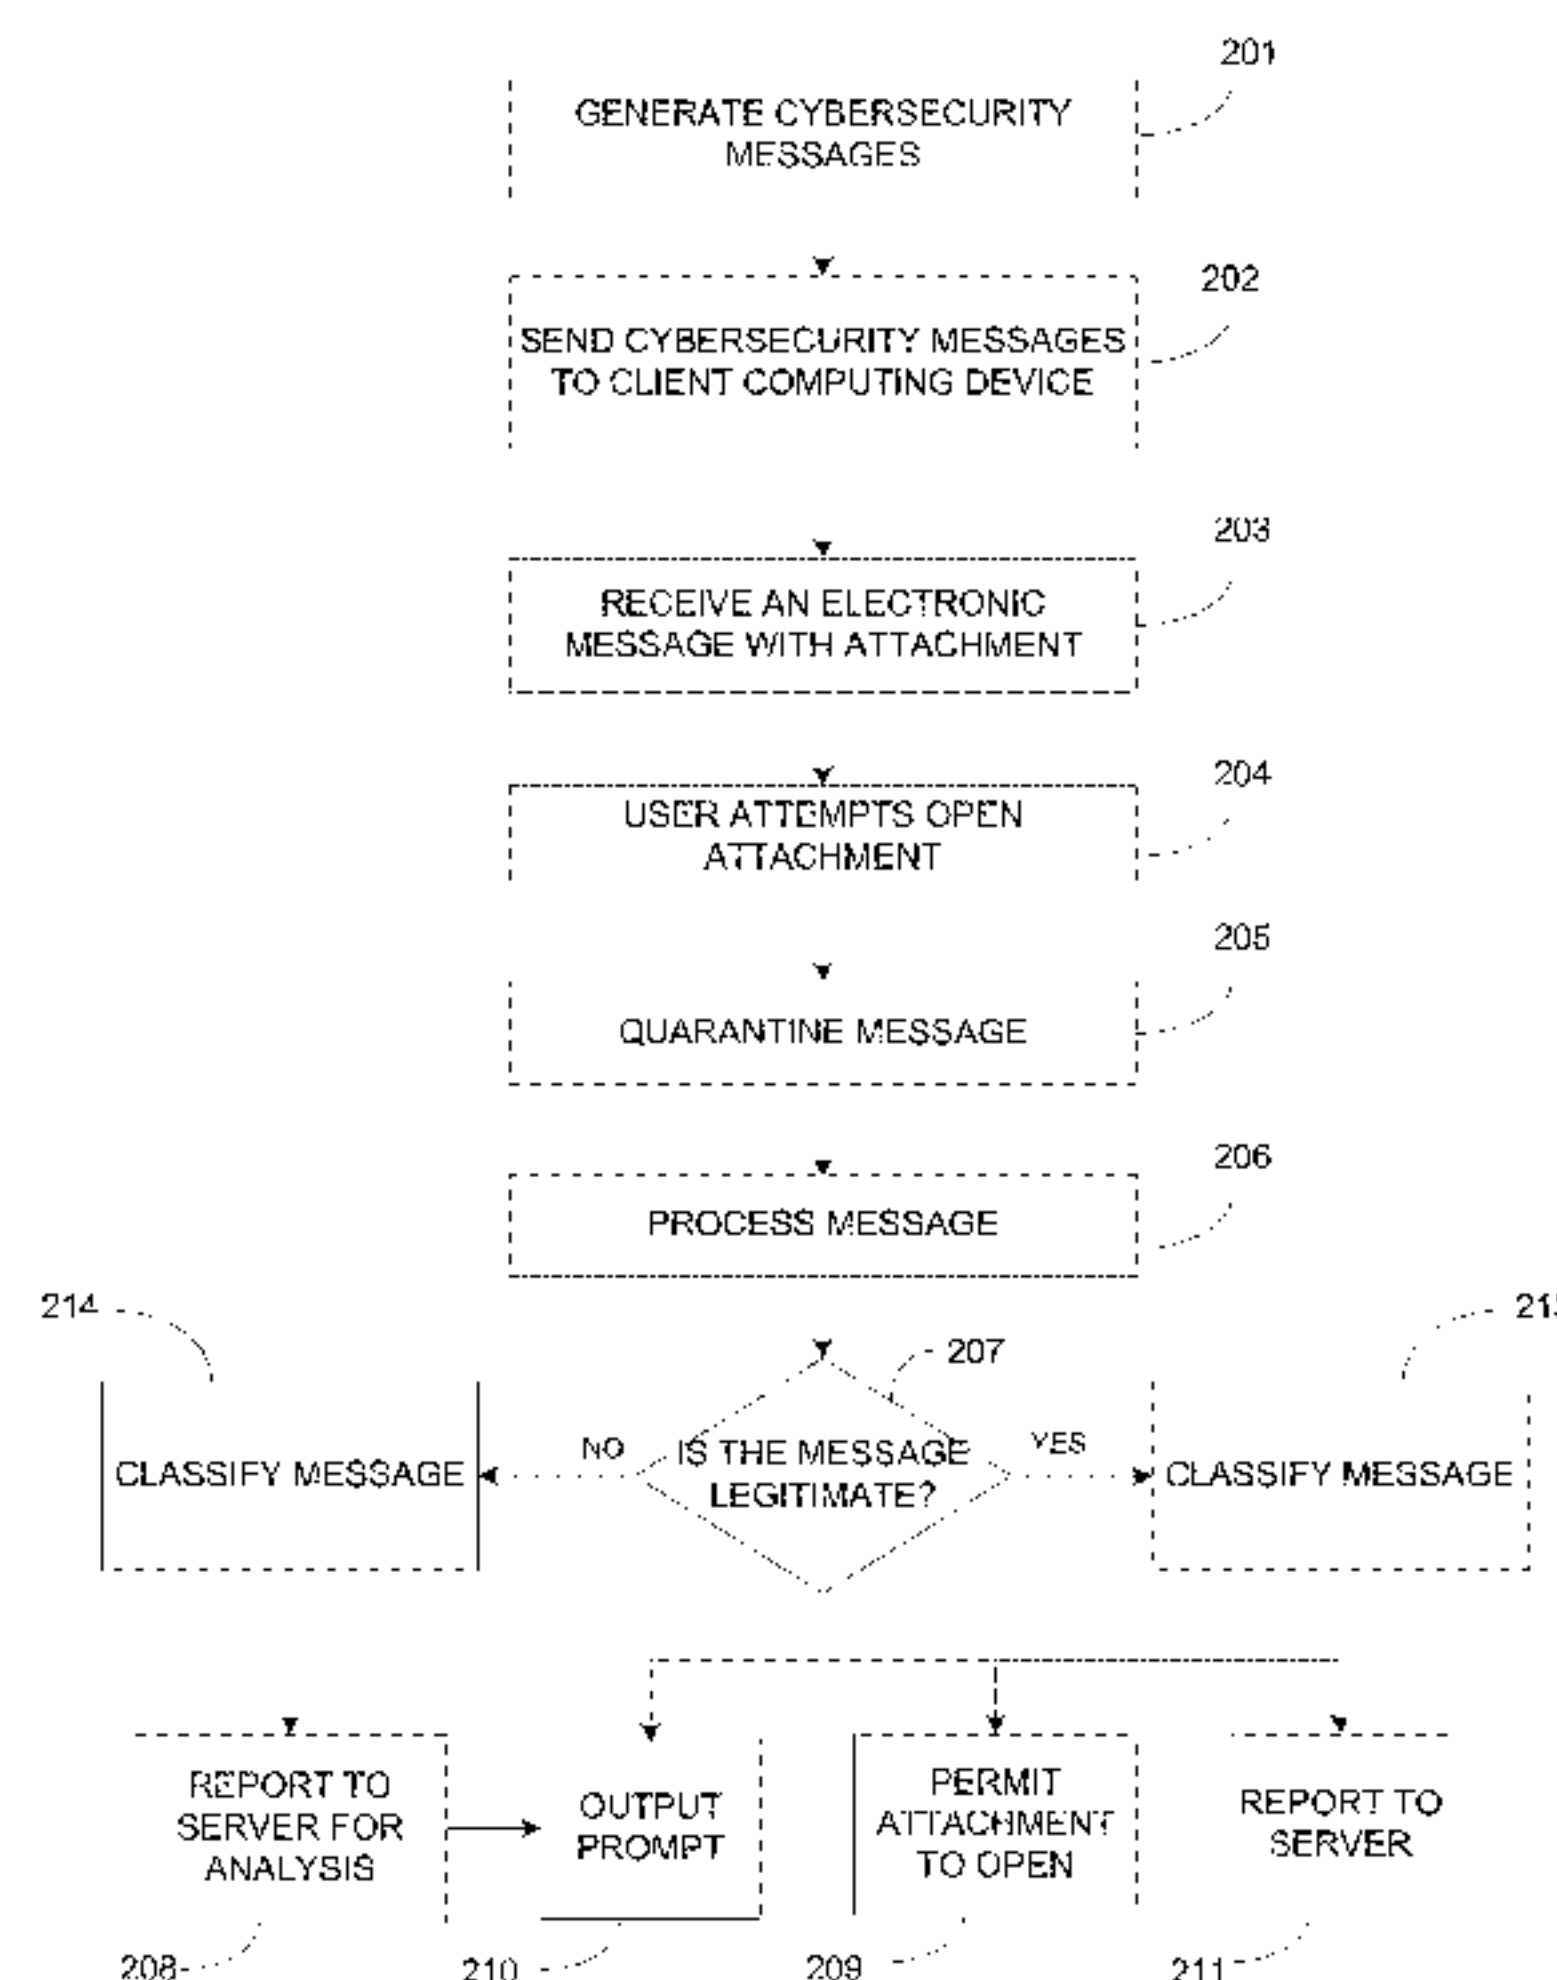 201
GENERATE CYBERSECURITY
MESSAGES
202
SEND CYBERSECURITY MESSAGES
TO CLIENT COMPUTING DEVICE
203
RECEIVE AN ELECTRONIC
MESSAGE WITH ATTACHMENT
204
USER ATTEMPTS OPEN
ATTACHMENT
205
QUARANTINE MESSAGE
206
PROCESS MESSAGE
214
207
CLASSIFY MESSAGE
NO
IS THE MESSAGE
LEGITIMATE?
YES
CLASSIFY MESSAGE
REPORT TO
SERVER FOR
ANALYSIS
OUTPUT
PROMPT
PERMIT
ATTACHMENT
TO OPEN
REPORT TO
SERVER
208
210
209
211